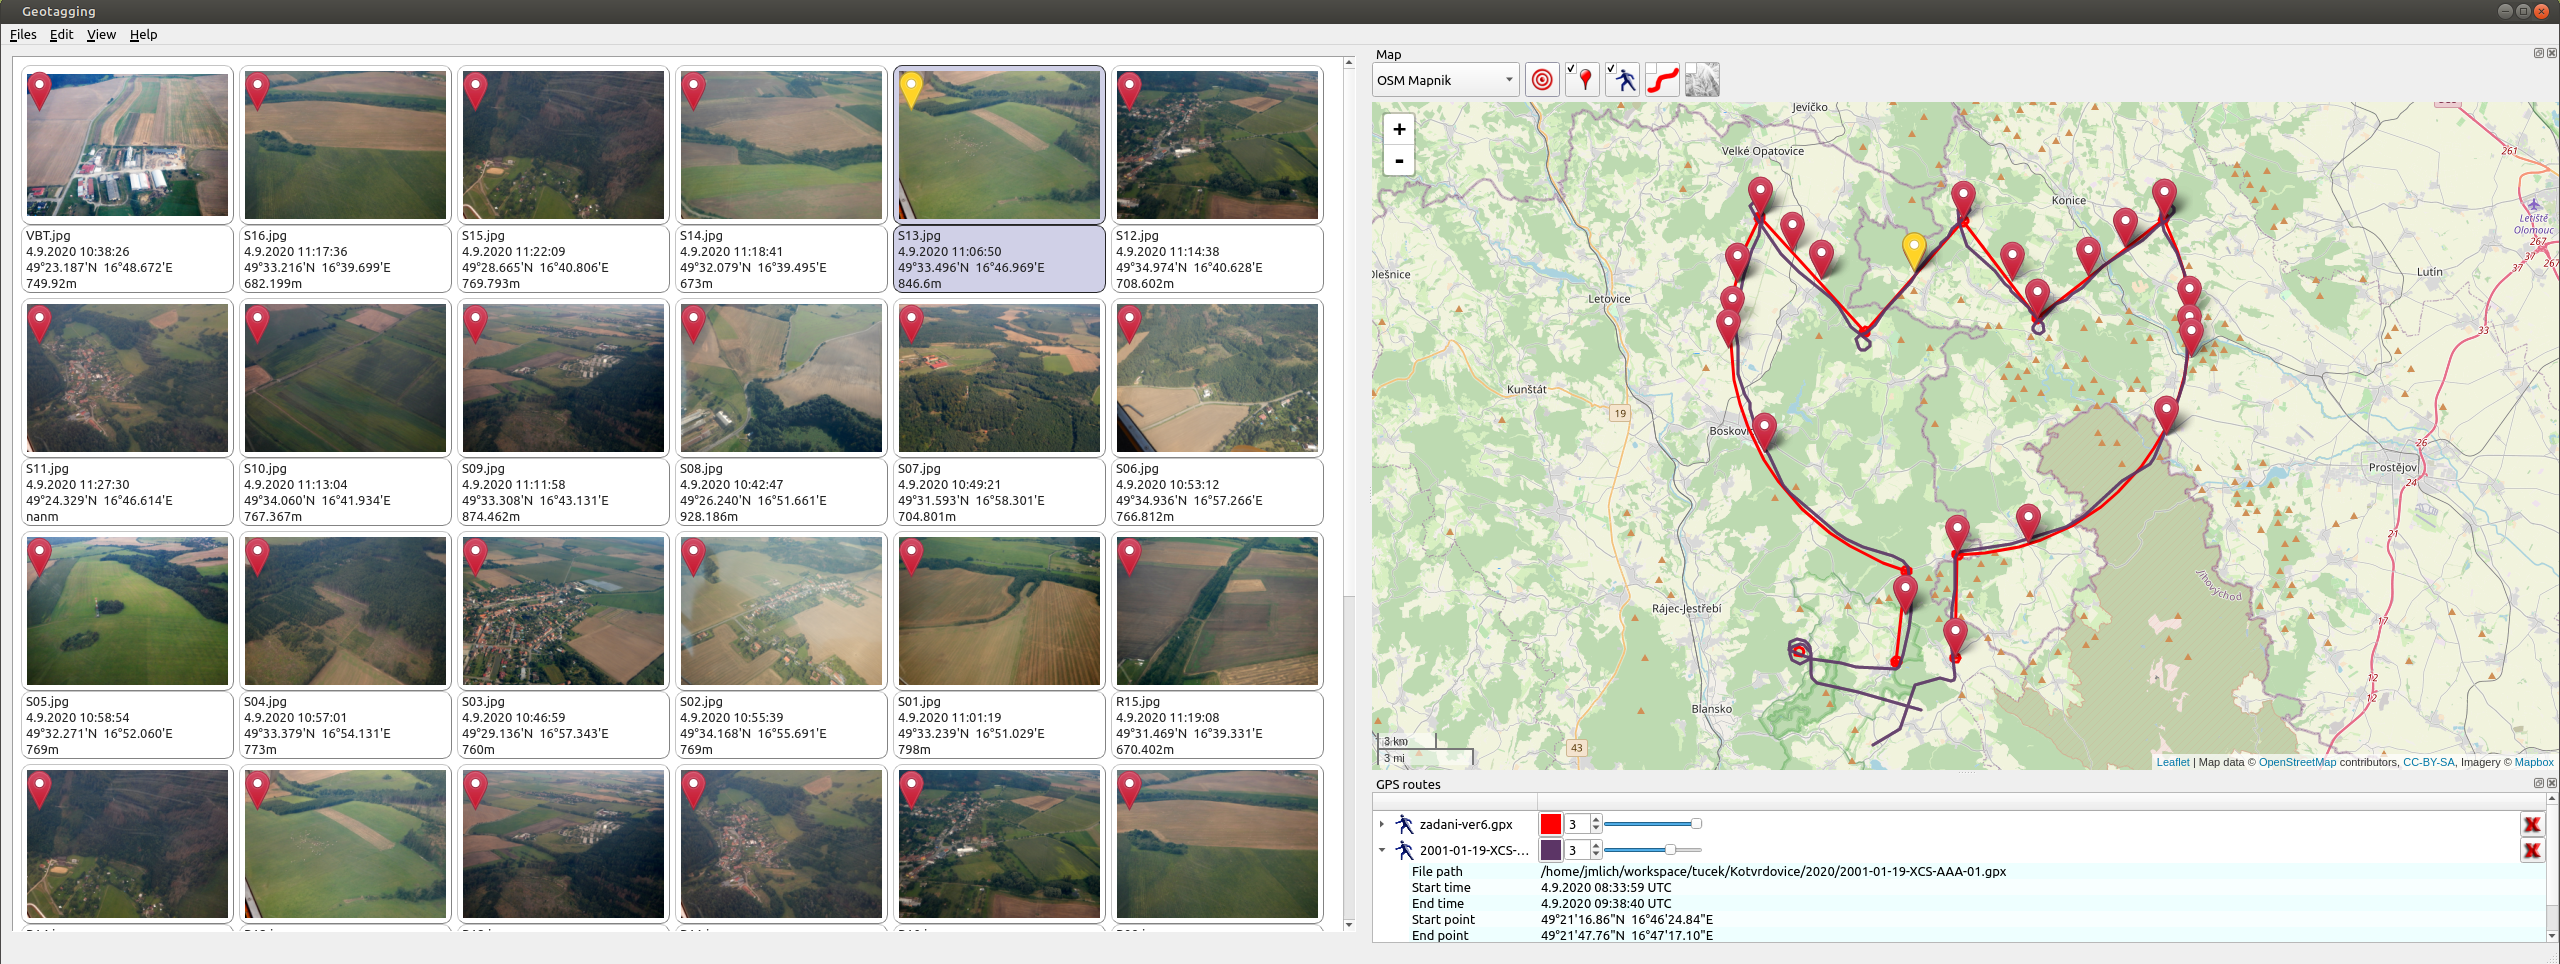 Geotagging
Files Edit View Help
VBT.jpg
4.9.2020 10:38:26
49°23.187'N 16°48.672'E
749.92m
S16.jpg
4.9.2020 11:17:36
49°33.216'N 16°39.699'E
682.199m
S15.jpg
4.9.2020 11:22:09
49°28.665'N 16°40.806'E
769.793m
S14.jpg
4.9.2020 11:18:41
49°32.079'N 16°39.495'E
673m
S13.jpg
4.9.2020 11:06:50
49°33.496'N 16°46.969'E
846.6m
S12.jpg
4.9.2020 11:14:38
49°34.974'N 16°40.628'E
708.602m
S11.jpg
4.9.2020 11:27:30
49°24.329'N 16°46.614'E
nanm
S10.jpg
4.9.2020 11:13:04
49°34.060'N 16°41.934'E
767.367m
S09.jpg
4.9.2020 11:11:58
49°33.308'N 16°43.131'E
874.462m
S08.jpg
4.9.2020 10:42:47
49°26.240'N 16°51.661'E
928.186m
S07.jpg
4.9.2020 10:49:21
49°31.593'N 16°58.301'E
704.801m
S06.jpg
4.9.2020 10:53:12
49°34.936'N 16°57.266'E
766.812m
S05.jpg
4.9.2020 10:58:54
49°32.271'N 16°52.060'E
769m
S04.jpg
4.9.2020 10:57:01
49°33.379'N 16°54.131'E
773m
S03.jpg
4.9.2020 10:46:59
49°29.136'N 16°57.343'E
760m
S02.jpg
4.9.2020 10:55:39
49°34.168'N 16°55.691'E
769m
S01.jpg
4.9.2020 11:01:19
49°33.239'N 16°51.029'E
798m
R15.jpg
4.9.2020 11:19:08
49°31.469'N 16°39.331'E
670.402m
Map
OSM Mapnik
+
-
Jevíčko
Velké Opatovice
261
Konice
Letiště
Olomouc
267
267
37
37
Lutín
Olešnice
Letovice
33
Kunštát
19
Boskovi
26
Prostějov
24
21
Jihovýchod
Rájec-Jestřebí
17
12
12
Blansko
43
3 km
3 mi
Leaflet | Map data © OpenStreetMap contributors, CC-BY-SA, Imagery © Mapbox
GPS routes
zadani-ver6.gpx 3
2001-01-19-XCS-... 3
File path /home/jmlich/workspace/tucek/Kotvrdovice/2020/2001-01-19-XCS-AAA-01.gpx
Start time 4.9.2020 08:33:59 UTC
End time 4.9.2020 09:38:40 UTC
Start point 49°21'16.86"N 16°46'24.84"E
End point 49°21'47.76"N 16°47'17.10"E